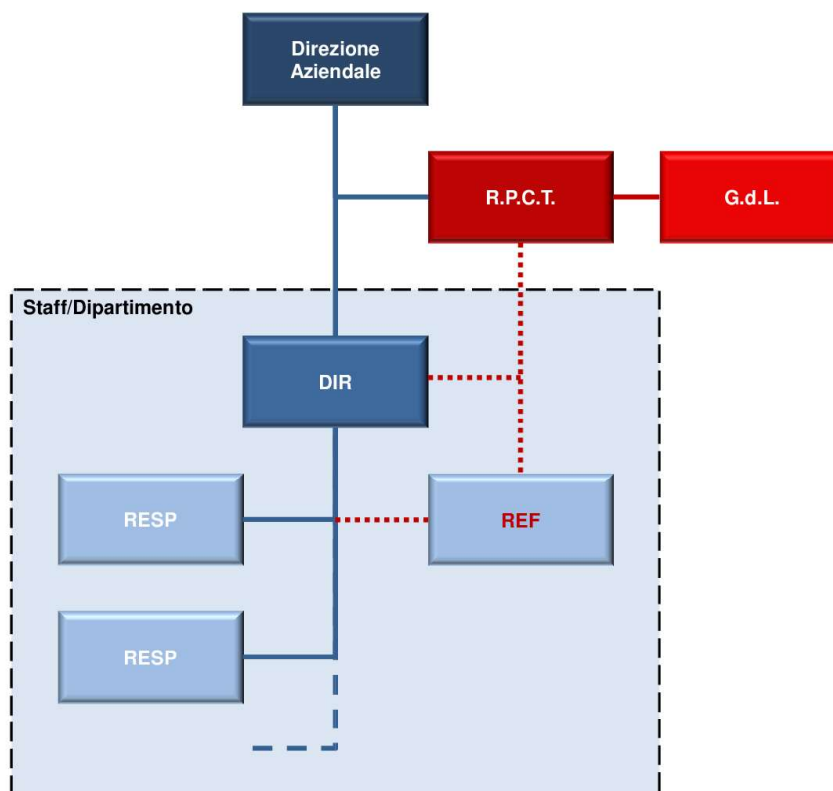 Direzione
Aziendale
R.P.C.T.
G.d.L.
Staff/Dipartimento
DIR
RESP
REF
RESP